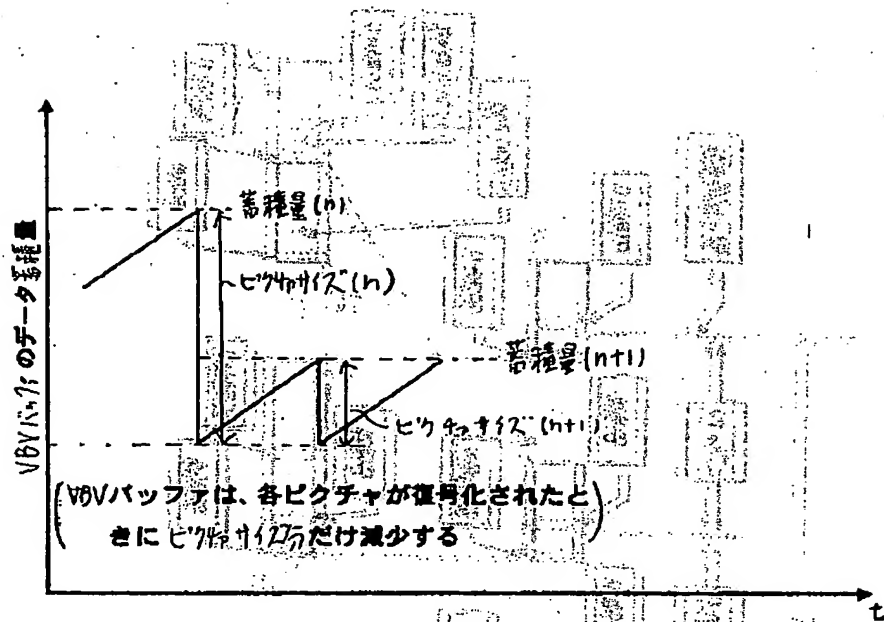 VBVバッファのデータ蓄積量
蓄積量(n)
ピクチャサイズ(n)
蓄積量(n+1)
ピクチャサイズ(n+1)
(VBVバッファは、各ピクチャが復号化されたと
きにピクチャサイズ分だけ減少する)
t